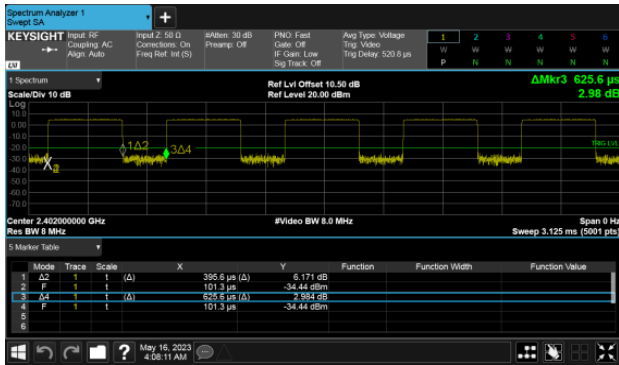 Spectrum Analyzer 1
Swept SA
KEYSIGHT Input: RF Input Z: 50 Ω #Atten: 30 dB PNO: Fast Avg Type: Voltage 1 2 3 4 5 6
Coupling: AC Corrections: On Preamp: Off Gate: Off Trig: Video W W W W W W
Align: Auto Freq Ref: Int (S) IF Gain: Low Trig Delay: 520.8 µs P N N N N N
Sig Track: Off
LXI
1 Spectrum Ref Lvl Offset 10.50 dB ΔMkr3 625.6 µs
Scale/Div 10 dB Ref Level 20.00 dBm 2.98 dB
Log
10.0
0.00
-10.0
-20.0
-30.0
-40.0
-50.0
-60.0
-70.0
1Δ2
3Δ4
TRIG LVL
Center 2.402000000 GHz #Video BW 8.0 MHz Span 0 Hz
Res BW 8 MHz Sweep 3.125 ms (5001 pts)
5 Marker Table
Mode Trace Scale X Y Function Function Width Function Value
1 Δ2 1 t (Δ) 395.6 µs (Δ) 6.171 dB
2 F 1 t 101.3 µs -34.44 dBm
3 Δ4 1 t (Δ) 625.6 µs (Δ) 2.984 dB
4 F 1 t 101.3 µs -34.44 dBm
5
6
? May 16, 2023
4:08:11 AM